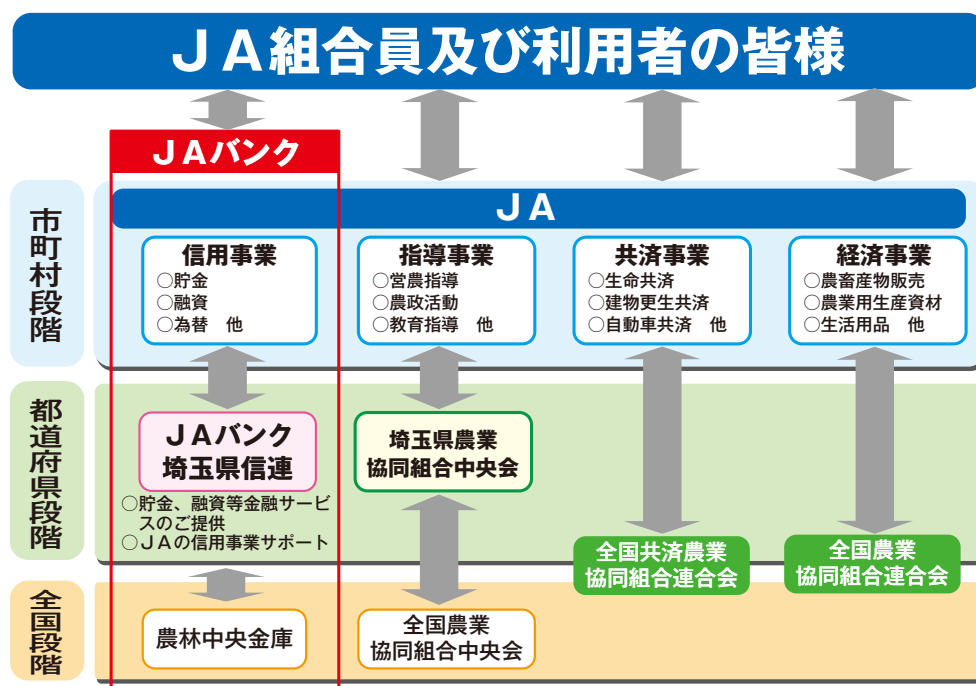 JA組合員及び利用者の皆様
JAバンク
市町村段階
JA
信用事業
○貯金
○融資
○為替　他
指導事業
○営農指導
○農政活動
○教育指導　他
共済事業
○生命共済
○建物更生共済
○自動車共済　他
経済事業
○農畜産物販売
○農業用生産資材
○生活用品　他
都道府県段階
JAバンク
埼玉県信連
○貯金、融資等金融サービ
スのご提供
○JAの信用事業サポート
埼玉県農業
協同組合中央会
全国共済農業
協同組合連合会
全国農業
協同組合連合会
全国段階
農林中央金庫
全国農業
協同組合中央会